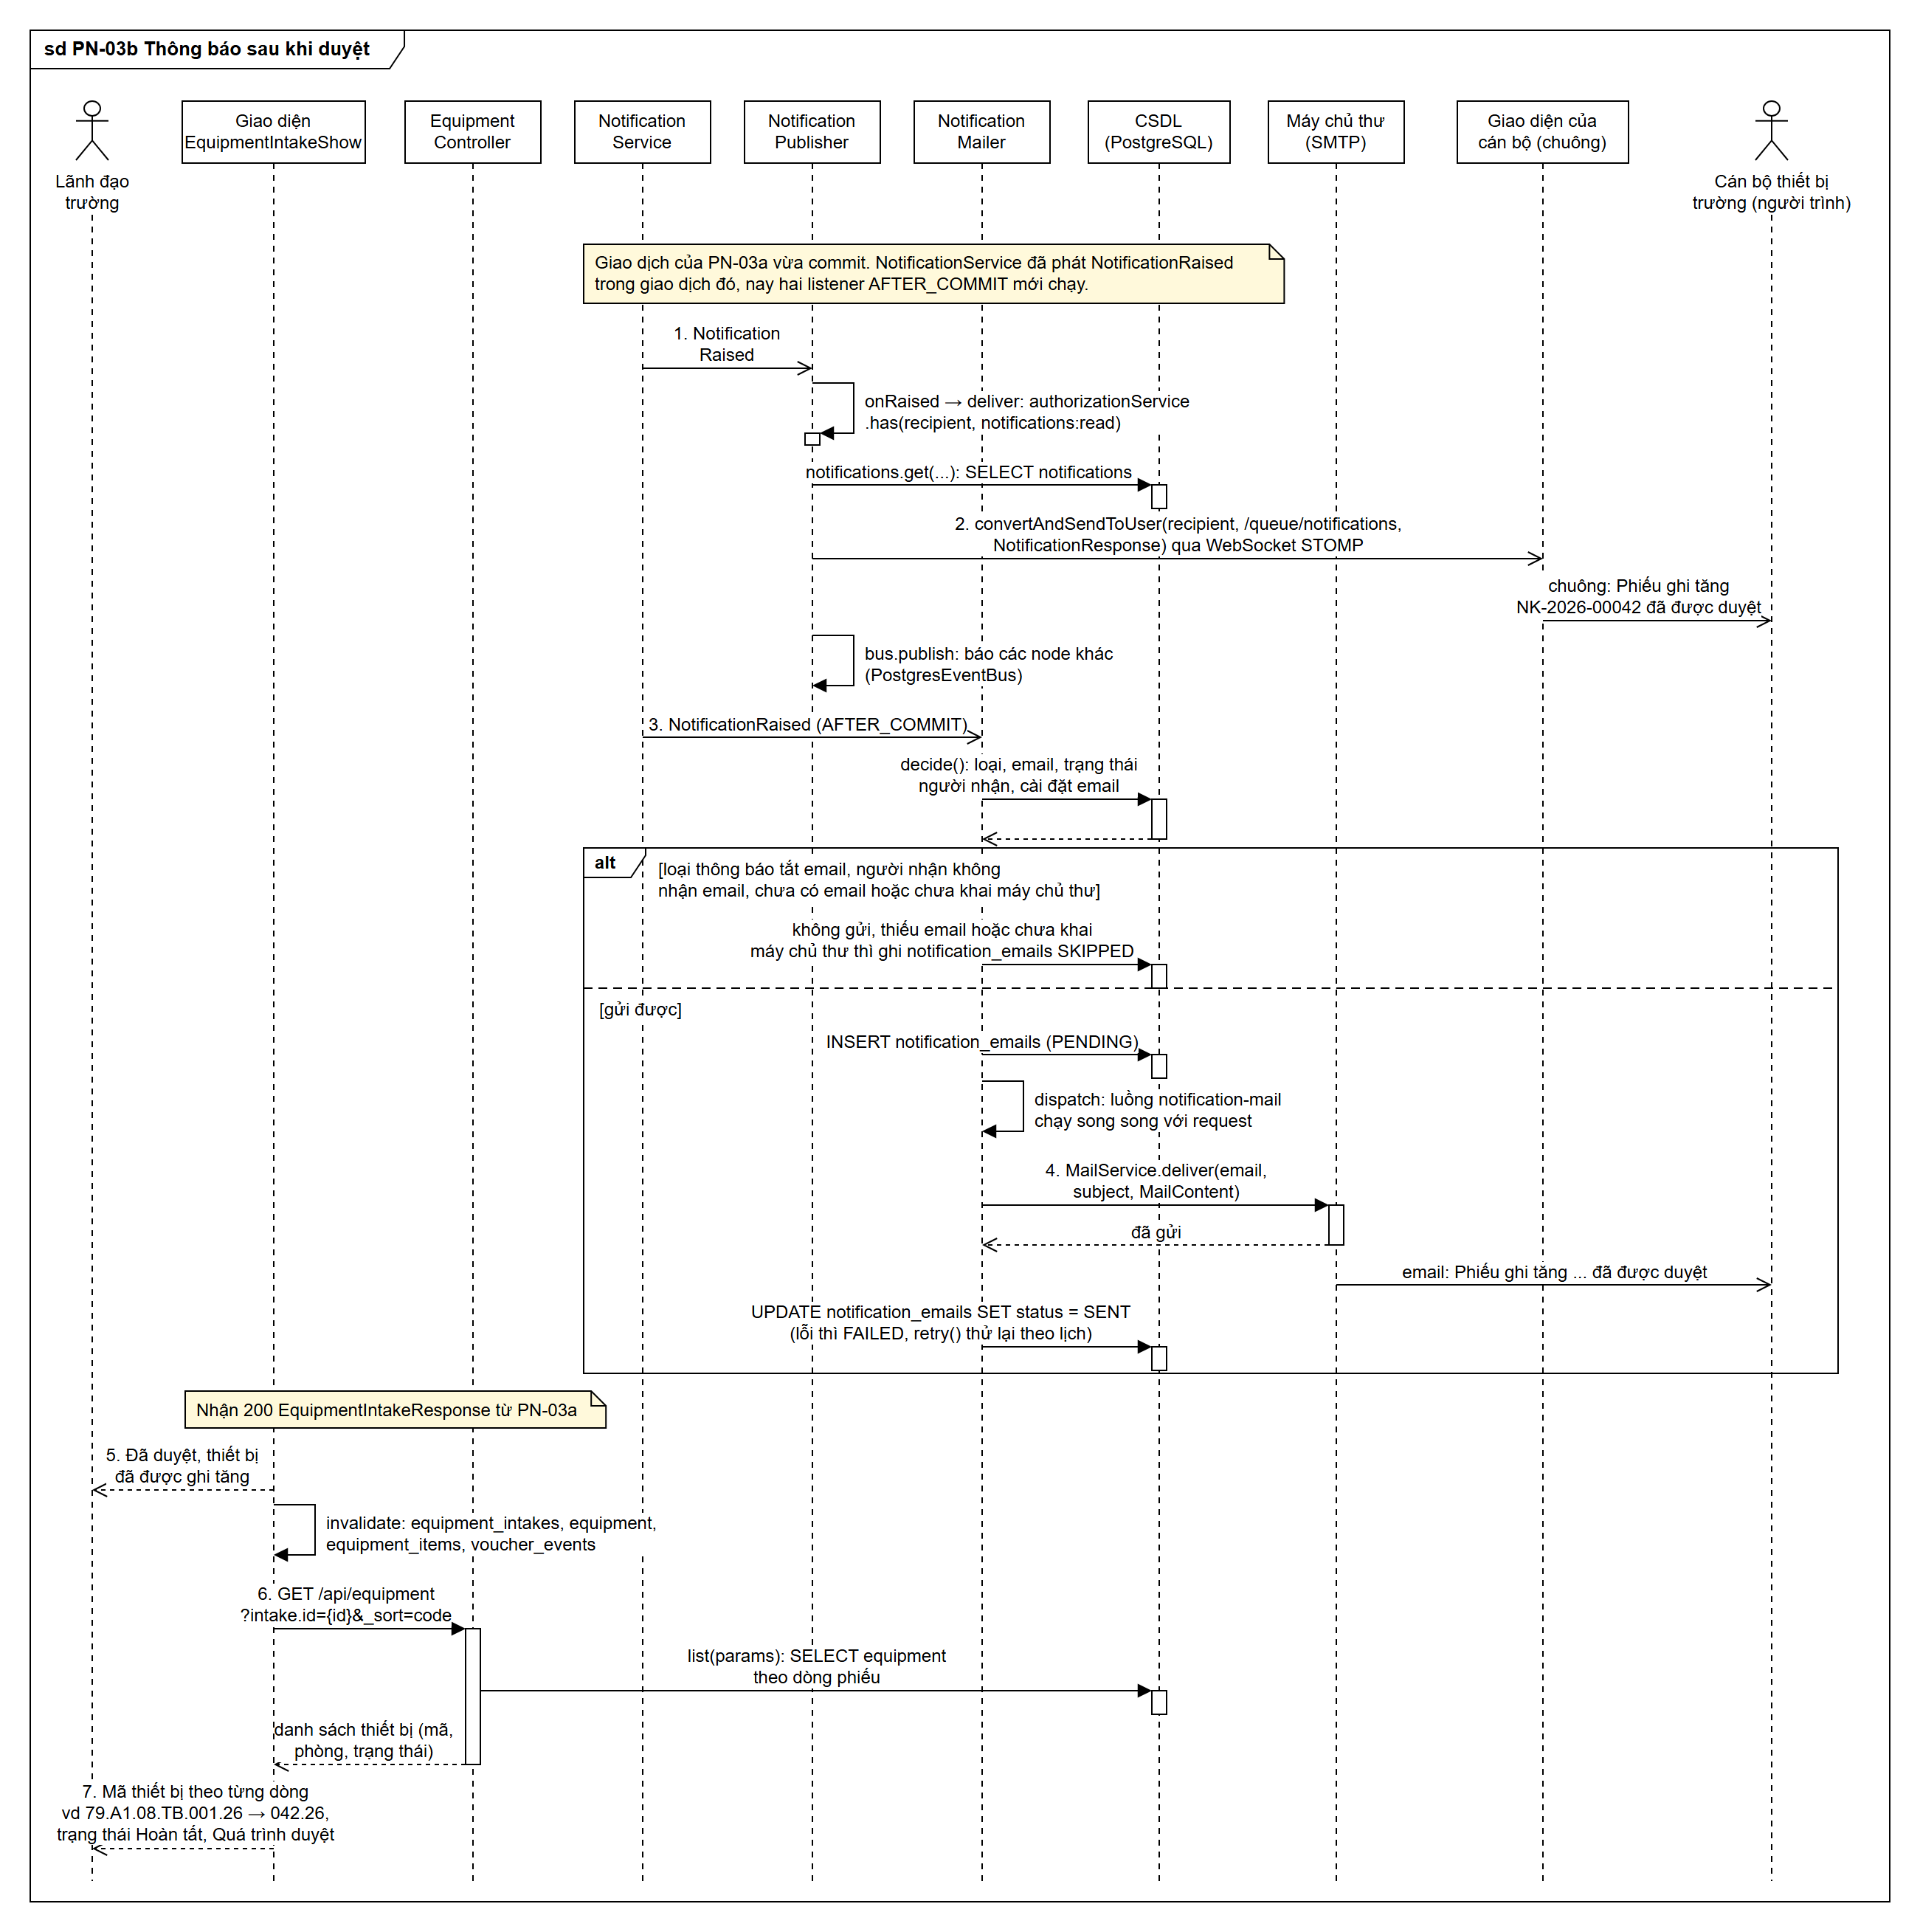 sd PN-03b Thông báo sau khi duyệt
Lãnh đạo
trường
Giao diện
EquipmentIntakeShow
Equipment
Controller
Notification
Service
Notification
Publisher
Notification
Mailer
CSDL
(PostgreSQL)
Máy chủ thư
(SMTP)
Giao diện của
cán bộ (chuông)
Cán bộ thiết bị
trường (người trình)
Giao dịch của PN-03a vừa commit. NotificationService đã phát NotificationRaised
trong giao dịch đó, nay hai listener AFTER_COMMIT mới chạy.
1. Notification
Raised
onRaised → deliver: authorizationService
.has(recipient, notifications:read)
notifications.get(...): SELECT notifications
2. convertAndSendToUser(recipient, /queue/notifications,
NotificationResponse) qua WebSocket STOMP
chuông: Phiếu ghi tăng
NK-2026-00042 đã được duyệt
bus.publish: báo các node khác
(PostgresEventBus)
3. NotificationRaised (AFTER_COMMIT)
decide(): loại, email, trạng thái
người nhận, cài đặt email
alt
[loại thông báo tắt email, người nhận không
nhận email, chưa có email hoặc chưa khai máy chủ thư]
không gửi, thiếu email hoặc chưa khai
máy chủ thư thì ghi notification_emails SKIPPED
[gửi được]
INSERT notification_emails (PENDING)
dispatch: luồng notification-mail
chạy song song với request
4. MailService.deliver(email,
subject, MailContent)
đã gửi
email: Phiếu ghi tăng ... đã được duyệt
UPDATE notification_emails SET status = SENT
(lỗi thì FAILED, retry() thử lại theo lịch)
Nhận 200 EquipmentIntakeResponse từ PN-03a
5. Đã duyệt, thiết bị
đã được ghi tăng
invalidate: equipment_intakes, equipment,
equipment_items, voucher_events
6. GET /api/equipment
?intake.id={id}&_sort=code
list(params): SELECT equipment
theo dòng phiếu
danh sách thiết bị (mã,
phòng, trạng thái)
7. Mã thiết bị theo từng dòng
vd 79.A1.08.TB.001.26 → 042.26,
trạng thái Hoàn tất, Quá trình duyệt